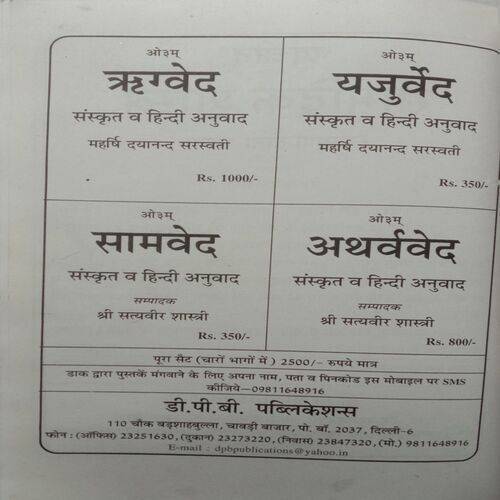 ओ३म्
ऋग्वेद
संस्कृत व हिन्दी अनुवाद
महर्षि दयानन्द सरस्वती
Rs. 1000/-
ओ३म्
यजुर्वेद
संस्कृत व हिन्दी अनुवाद
महर्षि दयानन्द सरस्वती
Rs. 350/-
ओ३म्
सामवेद
संस्कृत व हिन्दी अनुवाद
सम्पादक
श्री सत्यवीर शास्त्री
Rs. 350/-
ओ३म्
अथर्ववेद
संस्कृत व हिन्दी अनुवाद
सम्पादक
श्री सत्यवीर शास्त्री
Rs. 800/-
पूरा सैट (चारों भागों में ) 2500/– रुपये मात्र
डाक द्वारा पुस्तकें मंगवाने के लिए अपना नाम, पता व पिनकोड इस मोबाइल पर SMS
कीजिये—09811648916
डी.पी.बी. पब्लिकेशन्स
110 चौक बड़शाहबुल्ला, चावड़ी बाजार, पो. बॉ. 2037, दिल्ली-6
फोन : (ऑफिस) 23251630, (दुकान) 23273220, (निवास) 23847320, (मो.) 9811648916
E-mail : dpbpublications@yahoo.in